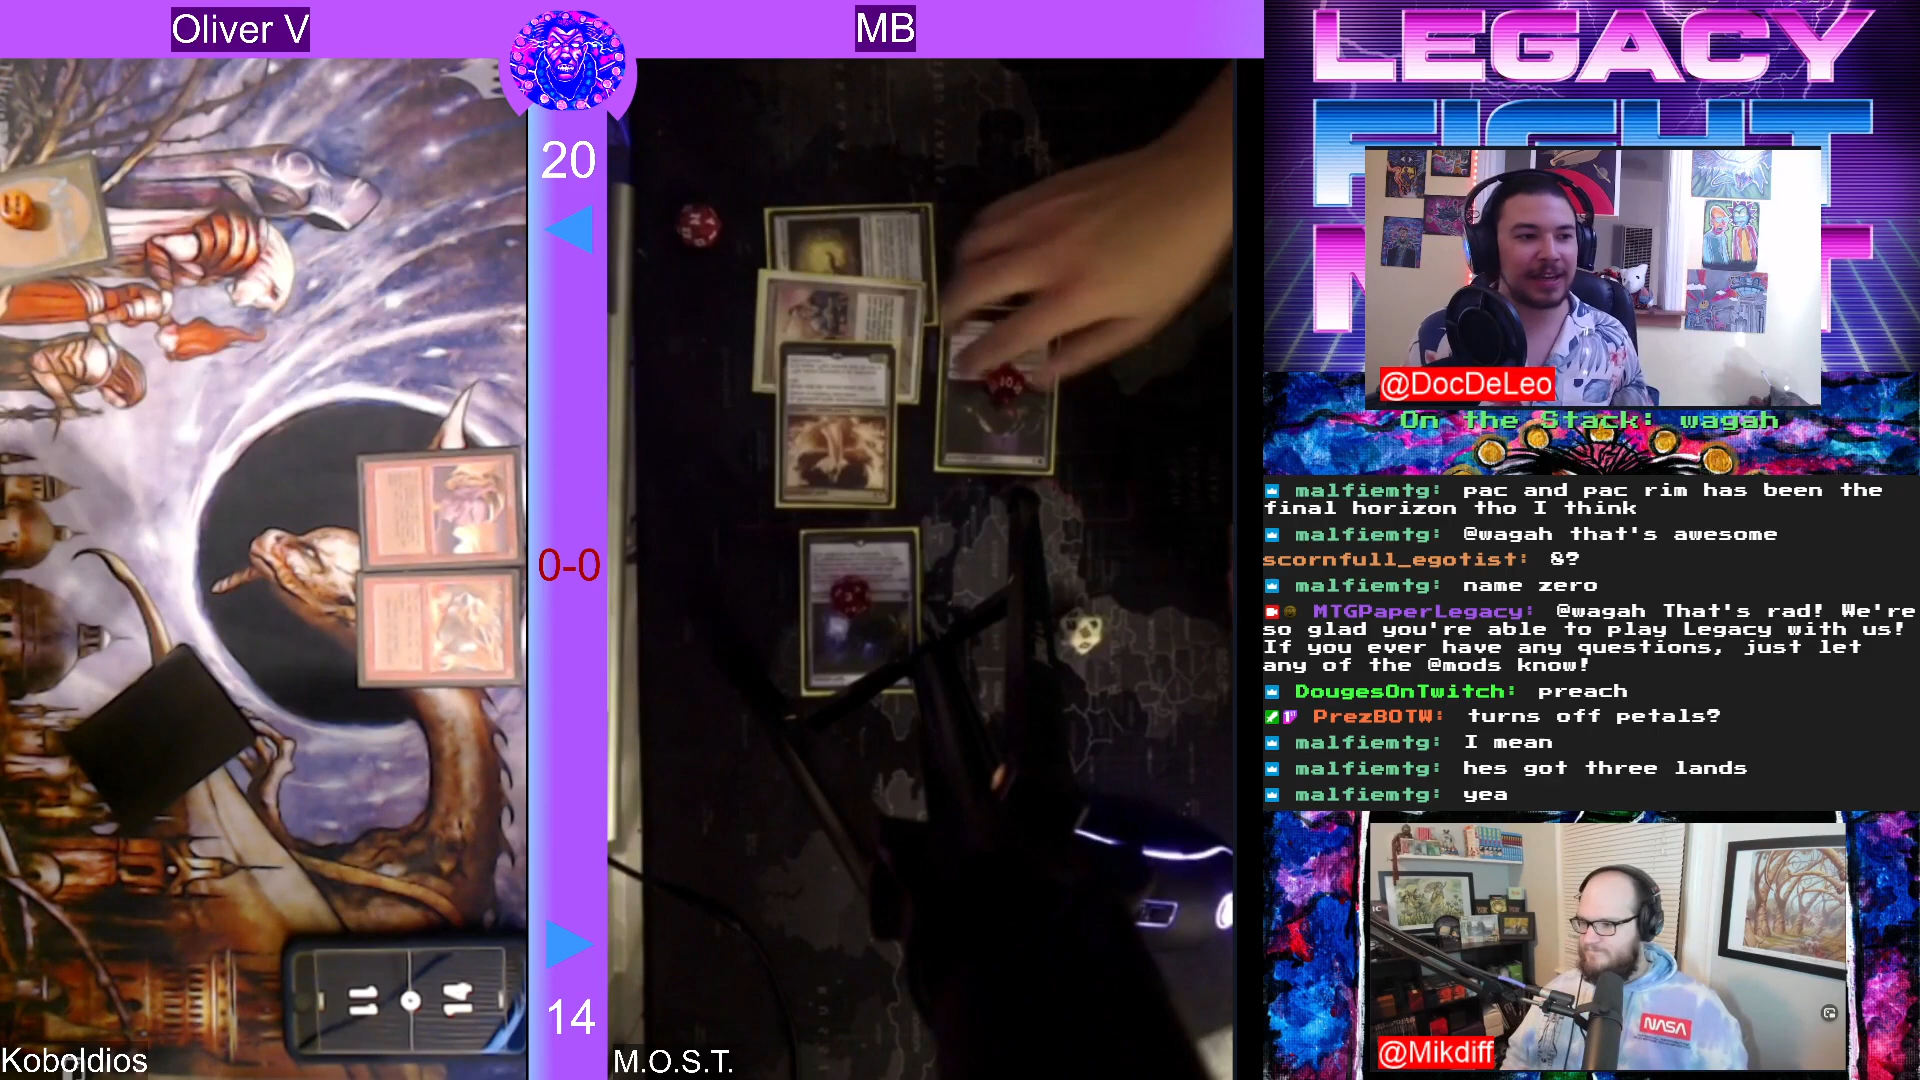 Oliver V
MB
20
0-0
14
11
14
Koboldios
M.O.S.T.
LEGACY
FIGHT
@DocDeLeo
On the Stack: wagah
malfiemtg: pac and pac rim has been the
final horizon tho I think
malfiemtg: @wagah that's awesome
scornfull_egotist: &?
malfiemtg: name zero
MTGPaperLegacy: @wagah That's rad! We're
so glad you're able to play Legacy with us!
If you ever have any questions, just let
any of the @mods know!
DougesOnTwitch: preach
PrezBOTW: turns off petals?
malfiemtg: I mean
malfiemtg: hes got three lands
malfiemtg: yea
NASA
@Mikdiff